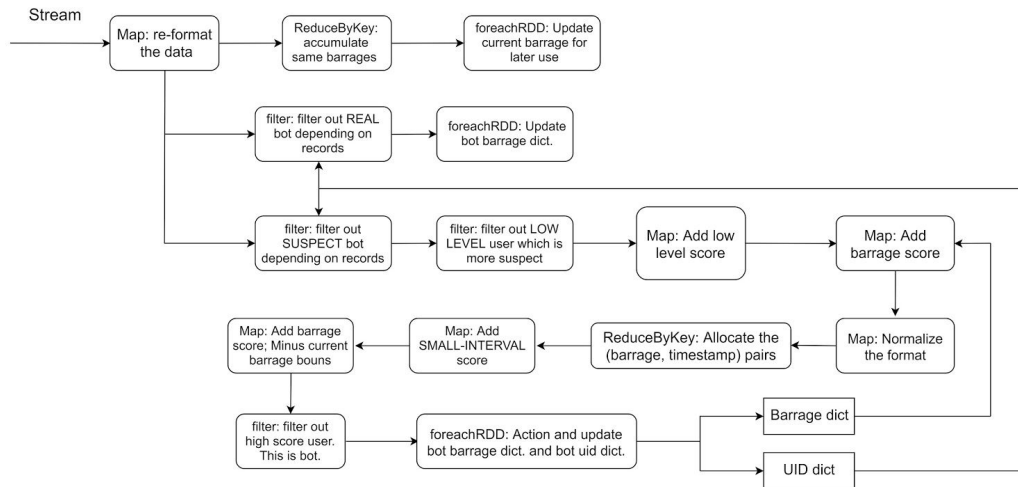 Stream
Map: re-format
the data
ReduceByKey:
accumulate
same barrages
foreachRDD: Update
current barrage for
later use
filter: filter out REAL
bot depending on
records
foreachRDD: Update
bot barrage dict.
filter: filter out
SUSPECT bot
depending on records
filter: filter out LOW
LEVEL user which is
more suspect
Map: Add low
level score
Map: Add
barrage score
Map: Add barrage
score; Minus current
barrage bouns
Map: Add
SMALL-INTERVAL
score
ReduceByKey: Allocate the
(barrage, timestamp) pairs
Map: Normalize
the format
filter: filter out
high score user.
This is bot.
foreachRDD: Action and update
bot barrage dict. and bot uid dict.
Barrage dict
UID dict